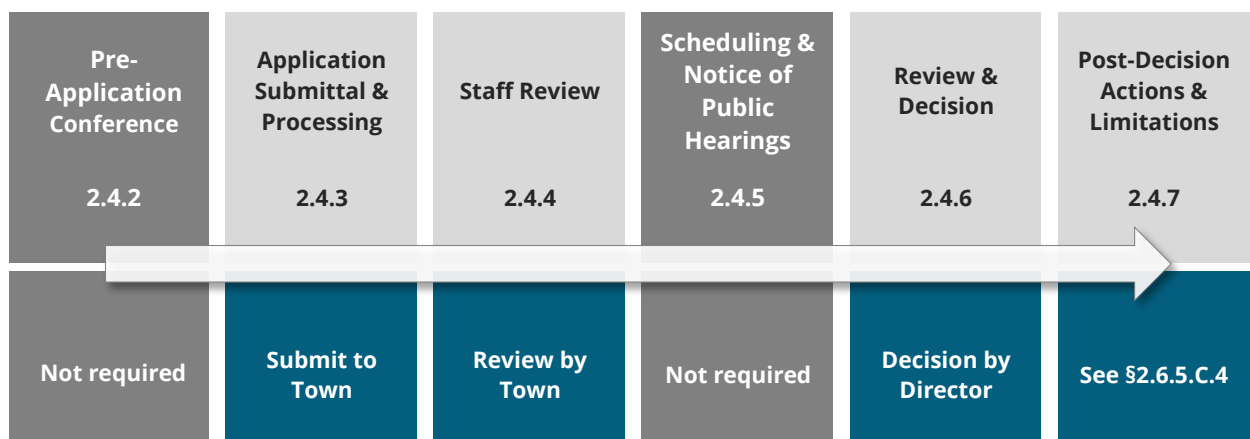 Pre-
Application
Conference
2.4.2
Application
Submittal &
Processing
2.4.3
Staff Review
2.4.4
Scheduling &
Notice of
Public
Hearings
2.4.5
Review &
Decision
2.4.6
Post-Decision
Actions &
Limitations
2.4.7
Not required
Submit to
Town
Review by
Town
Not required
Decision by
Director
See §2.6.5.C.4